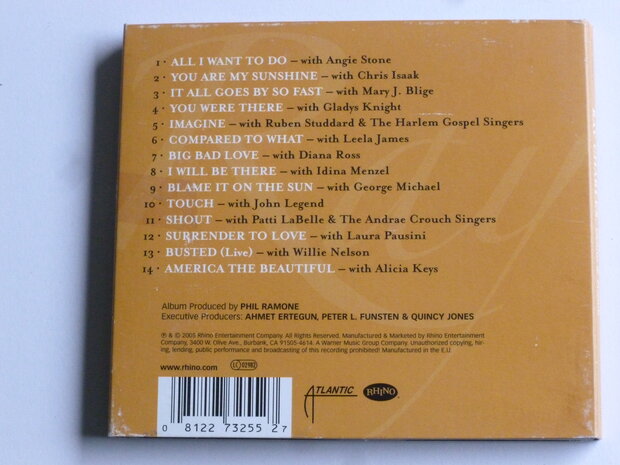 1 · ALL I WANT TO DO – with Angie Stone
2 · YOU ARE MY SUNSHINE – with Chris Isaak
3 · IT ALL GOES BY SO FAST – with Mary J. Blige
4 · YOU WERE THERE – with Gladys Knight
5 · IMAGINE – with Ruben Studdard & The Harlem Gospel Singers
6 · COMPARED TO WHAT – with Leela James
7 · BIG BAD LOVE – with Diana Ross
8 · I WILL BE THERE – with Idina Menzel
9 · BLAME IT ON THE SUN – with George Michael
10 · TOUCH – with John Legend
11 · SHOUT – with Patti LaBelle & The Andrae Crouch Singers
12 · SURRENDER TO LOVE – with Laura Pausini
13 · BUSTED (Live) – with Willie Nelson
14 · AMERICA THE BEAUTIFUL – with Alicia Keys
Album Produced by PHIL RAMONE
Executive Producers: AHMET ERTEGUN, PETER L. FUNSTEN & QUINCY JONES
℗ & © 2005 Rhino Entertainment Company. All Rights Reserved. Manufactured & Marketed by Rhino Entertainment
Company, 3400 W. Olive Ave., Burbank, CA 91505-4614. A Warner Music Group Company. Unauthorized copying, hir-
ing, lending, public performance and broadcasting of this recording prohibited! Manufactured in the E.U.
www.rhino.com LC 02982
ATLANTIC RHINO
0 8122 73255 2 7
Ray